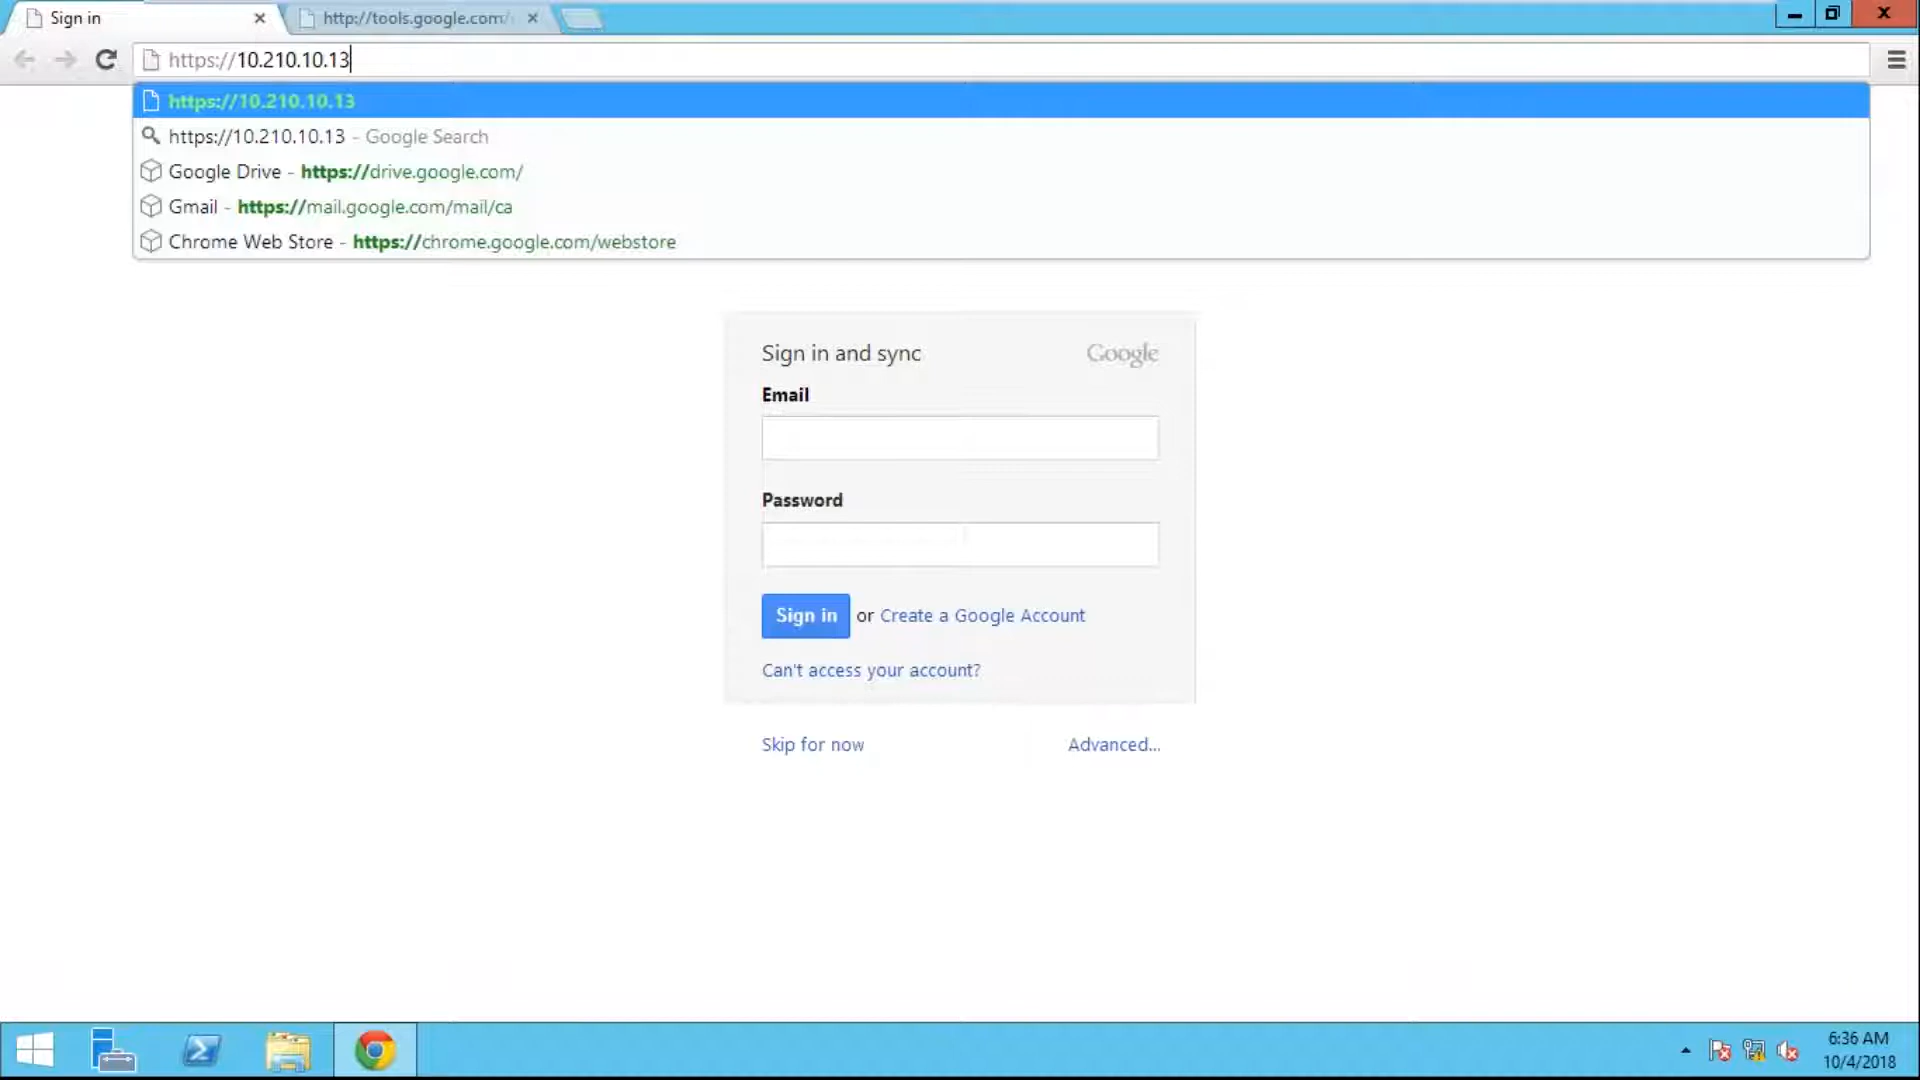 Sign in
http://tools.google.com/
https://10.210.10.13
https://10.210.10.13
https://10.210.10.13 - Google Search
Google Drive - https://drive.google.com/
Gmail - https://mail.google.com/mail/ca
Chrome Web Store - https://chrome.google.com/webstore
Sign in and sync Google
Email
Password
Sign in or Create a Google Account
Can't access your account?
Skip for now Advanced...
6:36 AM
10/4/2018